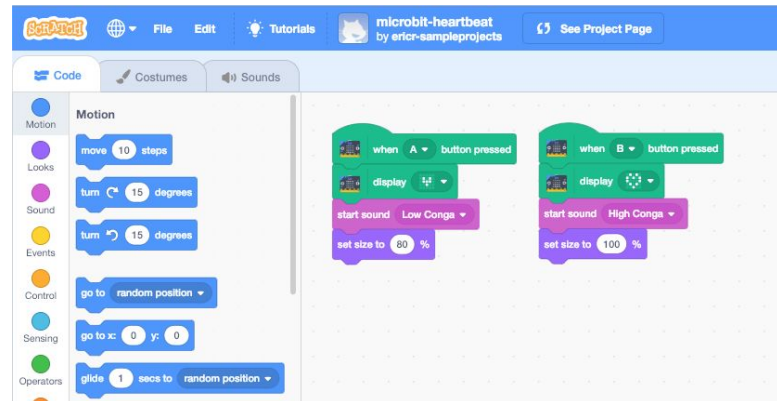 SCRATCH File Edit Tutorials microbit-heartbeat
by ericr-sampleprojects See Project Page
Code Costumes Sounds
Motion
Looks
Sound
Events
Control
Sensing
Operators
Motion
move 10 steps
turn 15 degrees
turn 15 degrees
go to random position
go to x: 0 y: 0
glide 1 secs to random position
when A button pressed
display
start sound Low Conga
set size to 80 %
when B button pressed
display
start sound High Conga
set size to 100 %